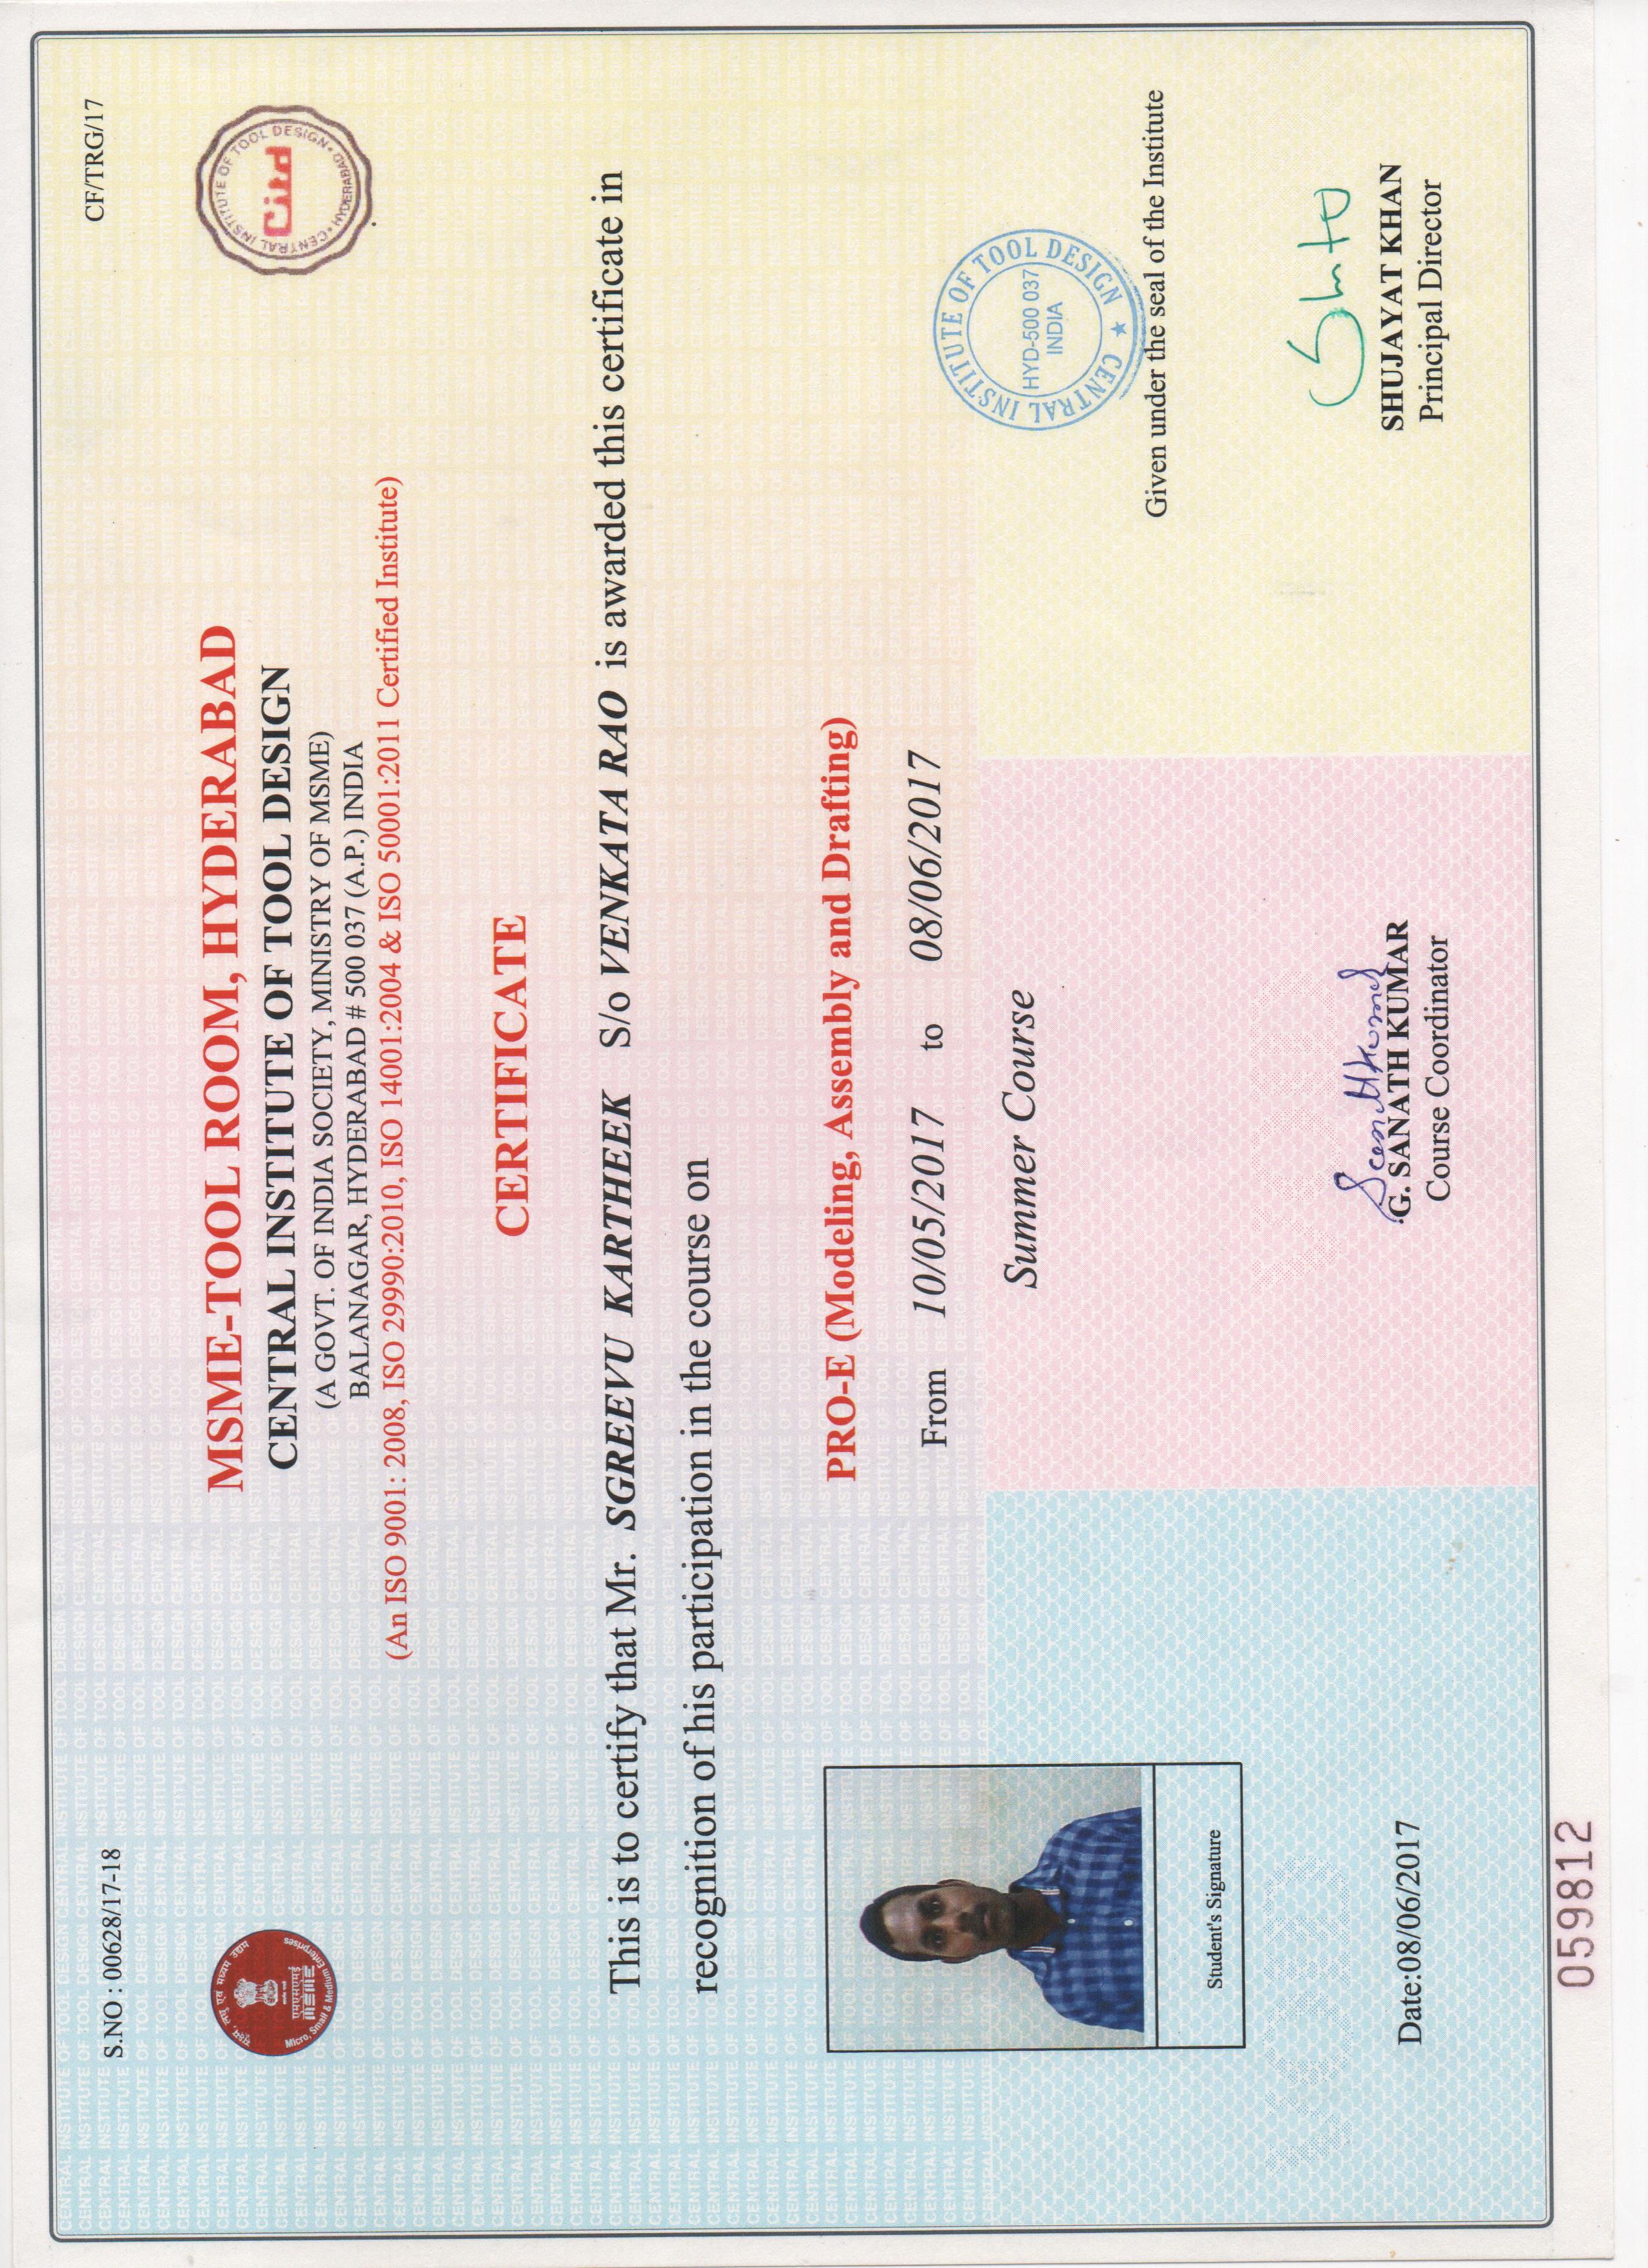 S.NO : 00628/17-18
CF/TRG/17
सूक्ष्म, लघु एवं मध्यम उद्यम
एमएसएमई
MSME
Micro, Small & Medium Enterprises
MSME-TOOL ROOM, HYDERABAD
CENTRAL INSTITUTE OF TOOL DESIGN
(A GOVT. OF INDIA SOCIETY, MINISTRY OF MSME)
BALANAGAR, HYDERABAD # 500 037 (A.P.) INDIA
(An ISO 9001: 2008, ISO 29990:2010, ISO 14001:2004 & ISO 50001:2011 Certified Institute)
CENTRAL INSTITUTE OF TOOL DESIGN
Citd
HYDERABAD
CERTIFICATE
This is to certify that Mr. SGREEVU KARTHEEK S/o VENKATA RAO is awarded this certificate in
recognition of his participation in the course on
PRO-E (Modeling, Assembly and Drafting)
From 10/05/2017 to 08/06/2017
Summer Course
CENTRAL INSTITUTE OF TOOL DESIGN
HYD-500 037
INDIA
Given under the seal of the Institute
Student's Signature
VOID
VOID
Date:08/06/2017
G. SANATH KUMAR
Course Coordinator
SHUJAYAT KHAN
Principal Director
059812